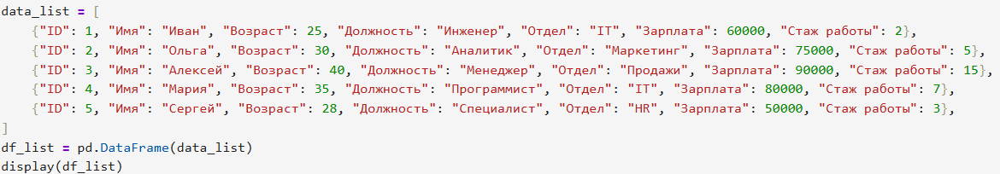 data_list = [
    {"ID": 1, "Имя": "Иван", "Возраст": 25, "Должность": "Инженер", "Отдел": "IT", "Зарплата": 60000, "Стаж работы": 2},
    {"ID": 2, "Имя": "Ольга", "Возраст": 30, "Должность": "Аналитик", "Отдел": "Маркетинг", "Зарплата": 75000, "Стаж работы": 5},
    {"ID": 3, "Имя": "Алексей", "Возраст": 40, "Должность": "Менеджер", "Отдел": "Продажи", "Зарплата": 90000, "Стаж работы": 15},
    {"ID": 4, "Имя": "Мария", "Возраст": 35, "Должность": "Программист", "Отдел": "IT", "Зарплата": 80000, "Стаж работы": 7},
    {"ID": 5, "Имя": "Сергей", "Возраст": 28, "Должность": "Специалист", "Отдел": "HR", "Зарплата": 50000, "Стаж работы": 3},
]
df_list = pd.DataFrame(data_list)
display(df_list)